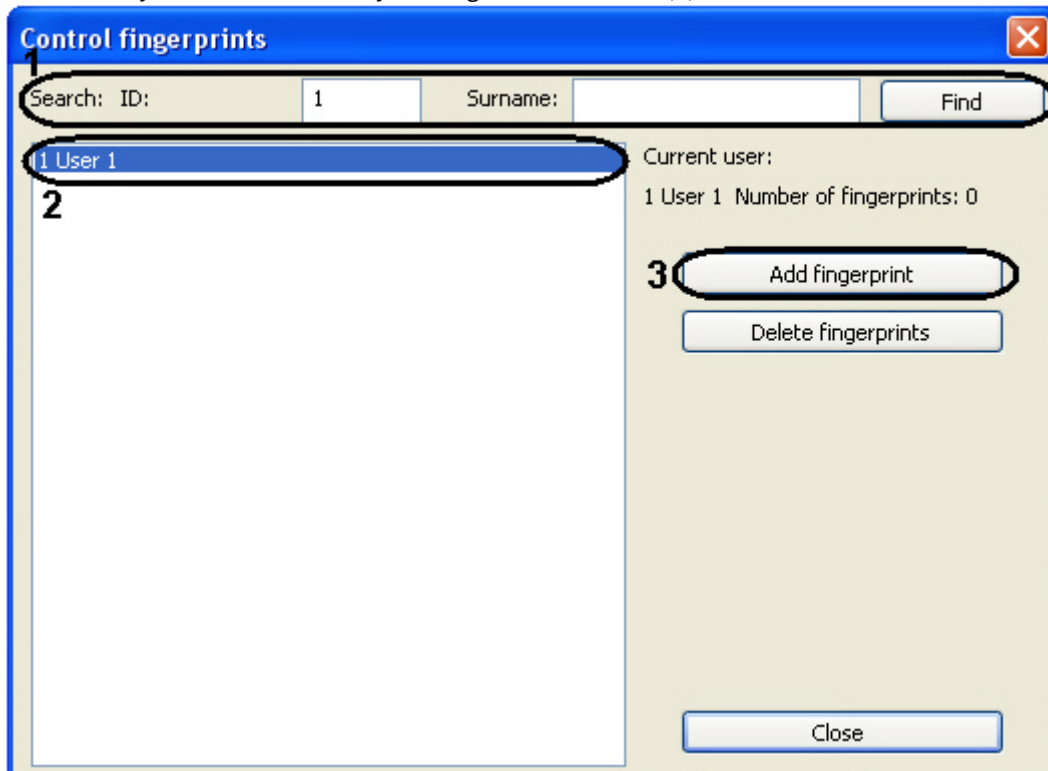 Control fingerprints
1
Search: ID: 1 Surname: Find
1 User 1
2
Current user:
1 User 1 Number of fingerprints: 0
3 Add fingerprint
Delete fingerprints
Close